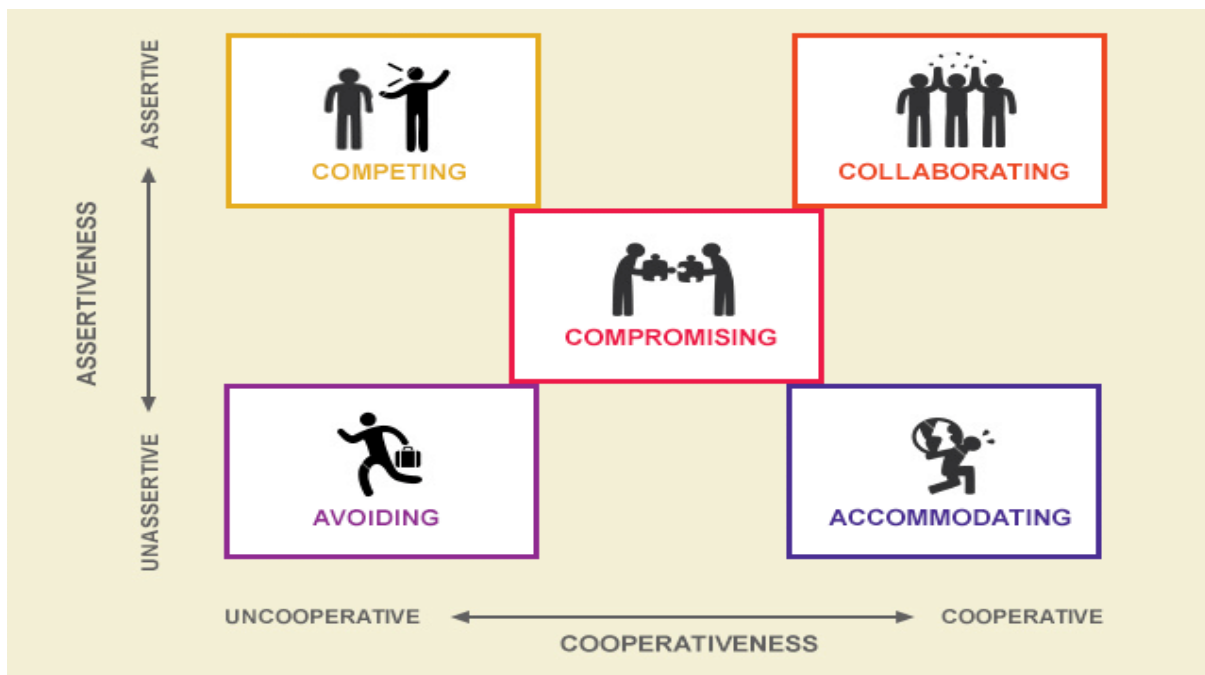 ASSERTIVE
COMPETING
COLLABORATING
ASSERTIVENESS
COMPROMISING
UNASSERTIVE
AVOIDING
ACCOMMODATING
UNCOOPERATIVE
COOPERATIVE
COOPERATIVENESS